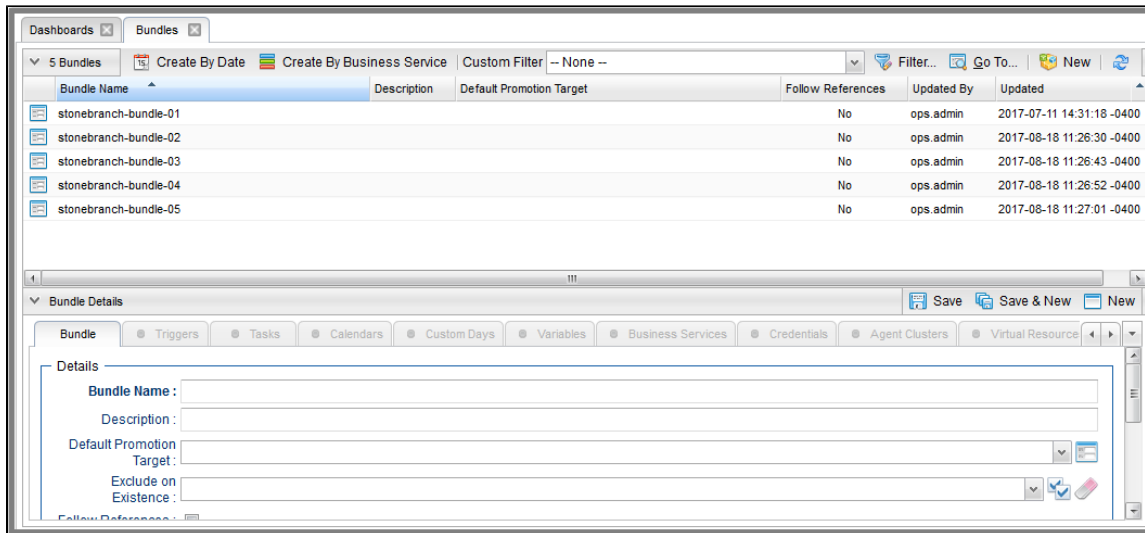 Dashboards Bundles
5 Bundles 15 Create By Date Create By Business Service Custom Filter -- None -- Filter... Go To... New
Bundle Name Description Default Promotion Target Follow References Updated By Updated
stonebranch-bundle-01 No ops.admin 2017-07-11 14:31:18 -0400
stonebranch-bundle-02 No ops.admin 2017-08-18 11:26:30 -0400
stonebranch-bundle-03 No ops.admin 2017-08-18 11:26:43 -0400
stonebranch-bundle-04 No ops.admin 2017-08-18 11:26:52 -0400
stonebranch-bundle-05 No ops.admin 2017-08-18 11:27:01 -0400
Bundle Details Save Save & New New
Bundle Triggers Tasks Calendars Custom Days Variables Business Services Credentials Agent Clusters Virtual Resource
Details
Bundle Name :
Description :
Default Promotion
Target :
Exclude on
Existence :
Follow References :